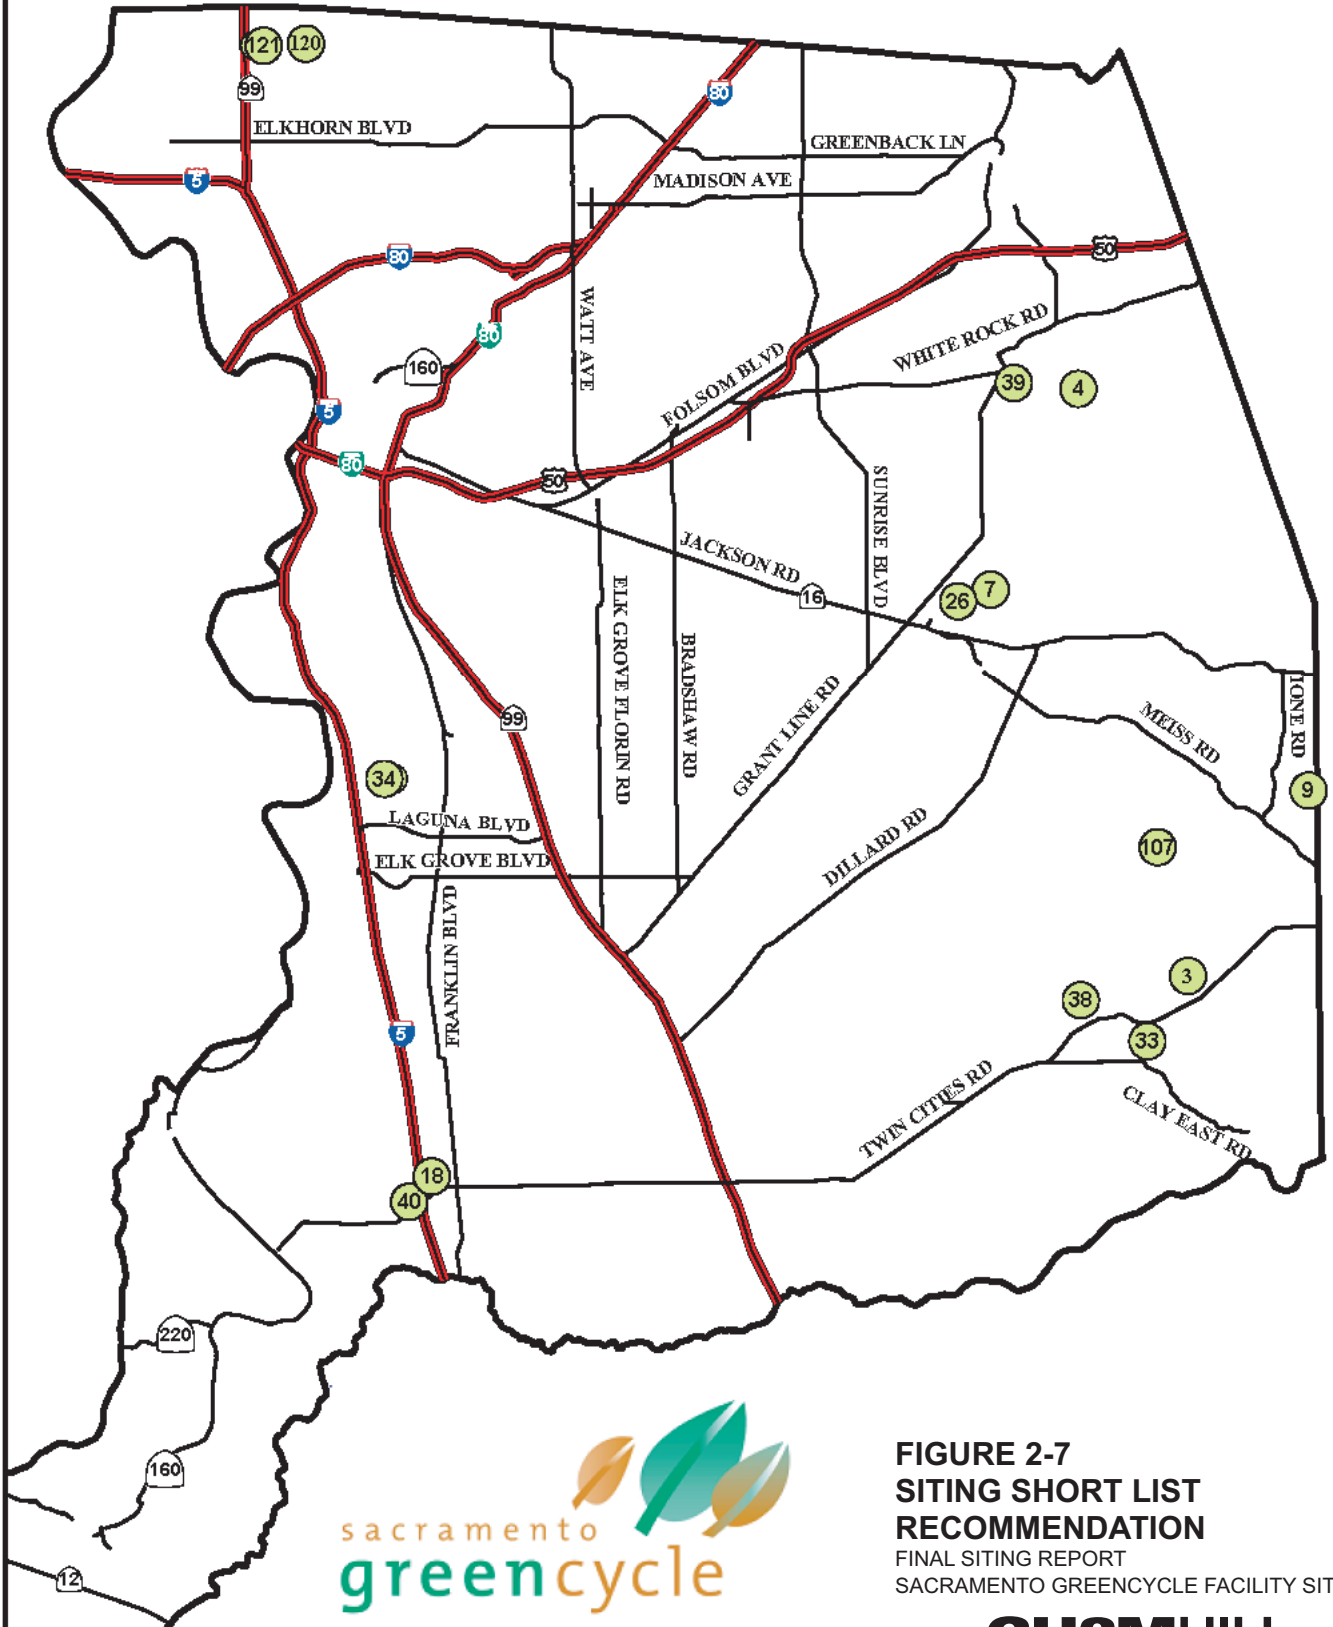 121 120
99
80
ELKHORN BLVD
GREENBACK LN
5
MADISON AVE
80
50
WATT AVE
80
160
WHITE ROCK RD
FOLSOM BLVD
39
4
5
80
50
SUNRISE BLVD
JACKSON RD
16
26
7
ELK GROVE FLORIN RD
BRADSHAW RD
GRANT LINE RD
IONE RD
MEISS RD
99
34
9
LAGUNA BLVD
DILLARD RD
107
ELK GROVE BLVD
FRANKLIN BLVD
3
38
5
33
TWIN CITIES RD
CLAY EAST RD
18
40
220
160
12
sacramento
greencycle
FIGURE 2-7
SITING SHORT LIST
RECOMMENDATION
FINAL SITING REPORT
SACRAMENTO GREENCYCLE FACILITY SIT